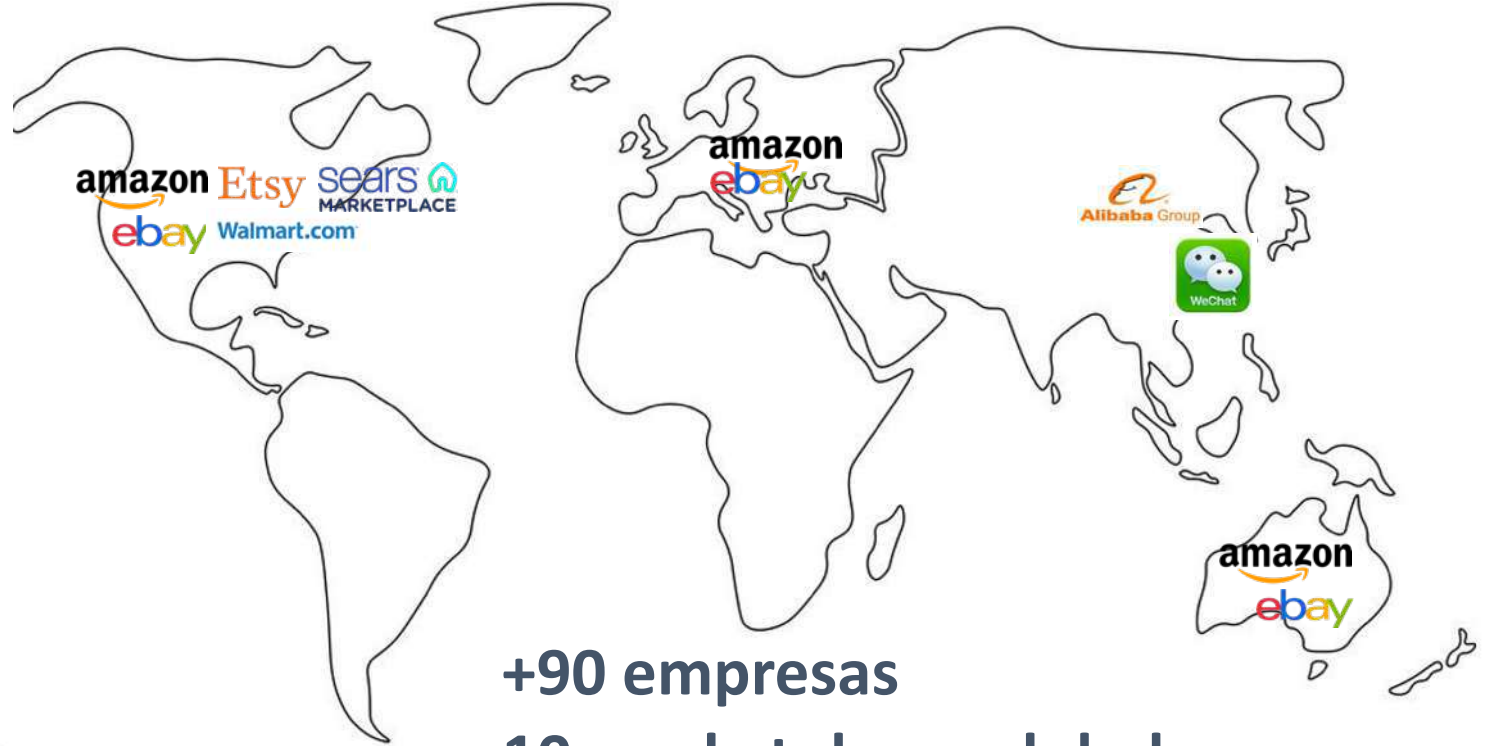 amazon Etsy sears
MARKETPLACE
ebay Walmart.com
amazon
ebay
Alibaba Group
WeChat
amazon
ebay
+90 empresas